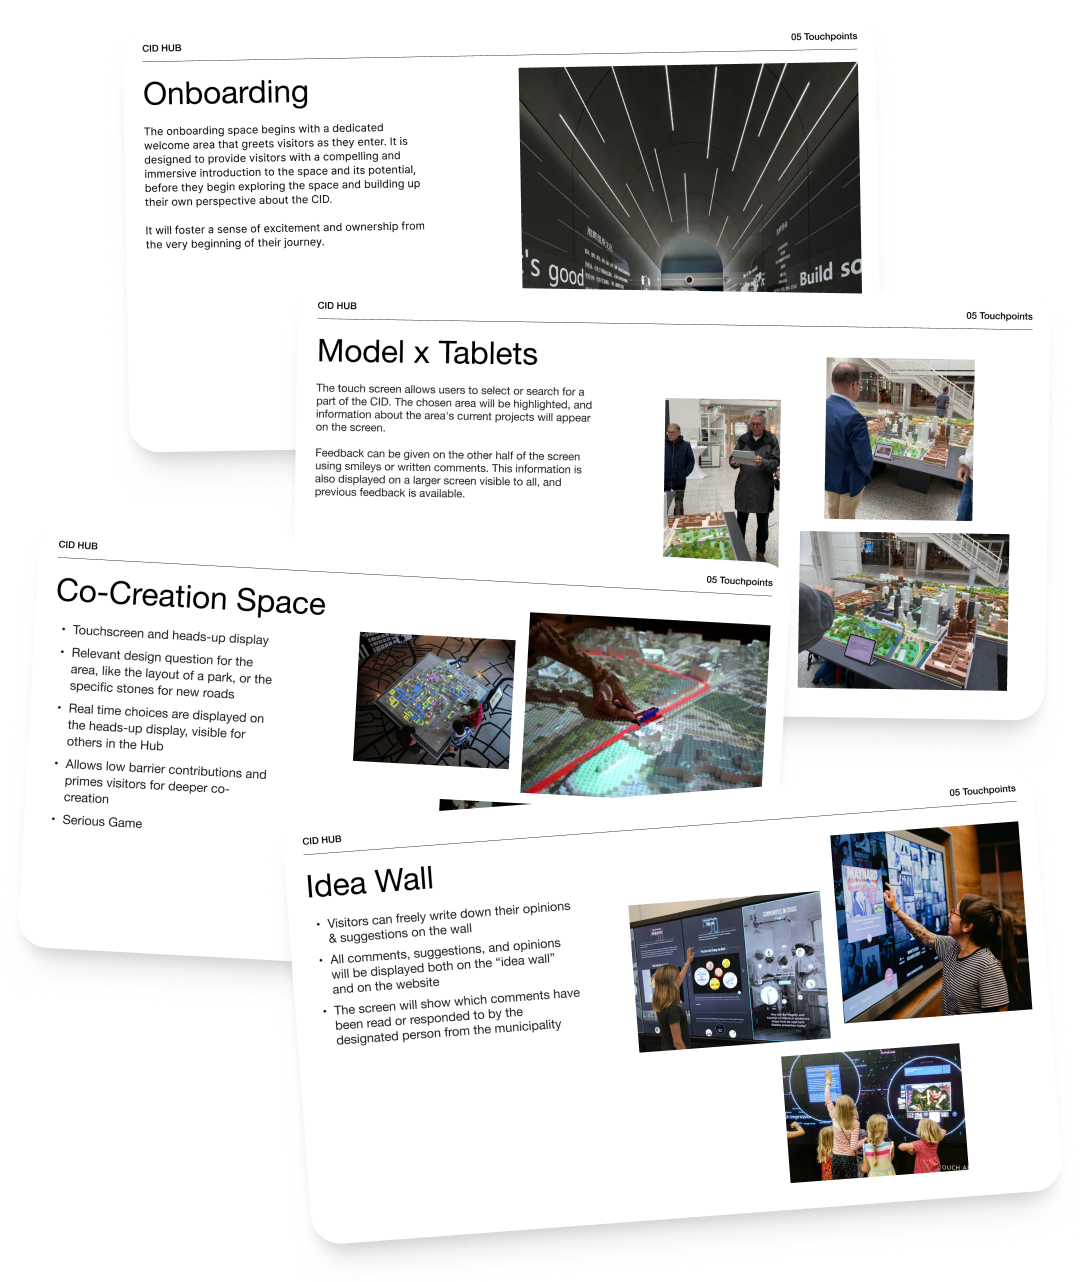 CID HUB
05 Touchpoints
Onboarding
The onboarding space begins with a dedicated
welcome area that greets visitors as they enter. It is
designed to provide visitors with a compelling and
immersive introduction to the space and its potential,
before they begin exploring the space and building up
their own perspective about the CID.
It will foster a sense of excitement and ownership from
the very beginning of their journey.
's good
Build so
CID HUB
05 Touchpoints
Model x Tablets
The touch screen allows users to select or search for a
part of the CID. The chosen area will be highlighted, and
information about the area's current projects will appear
on the screen.
Feedback can be given on the other half of the screen
using smileys or written comments. This information is
also displayed on a larger screen visible to all, and
previous feedback is available.
CID HUB
05 Touchpoints
Co-Creation Space
• Touchscreen and heads-up display
• Relevant design question for the
area, like the layout of a park, or the
specific stones for new roads
• Real time choices are displayed on
the heads-up display, visible for
others in the Hub
• Allows low barrier contributions and
primes visitors for deeper co-
creation
• Serious Game
CID HUB
05 Touchpoints
Idea Wall
• Visitors can freely write down their opinions
& suggestions on the wall
• All comments, suggestions, and opinions
will be displayed both on the “idea wall”
and on the website
• The screen will show which comments have
been read or responded to by the
designated person from the municipality
COMMUNITIES IN CRISIS
TOUCH A